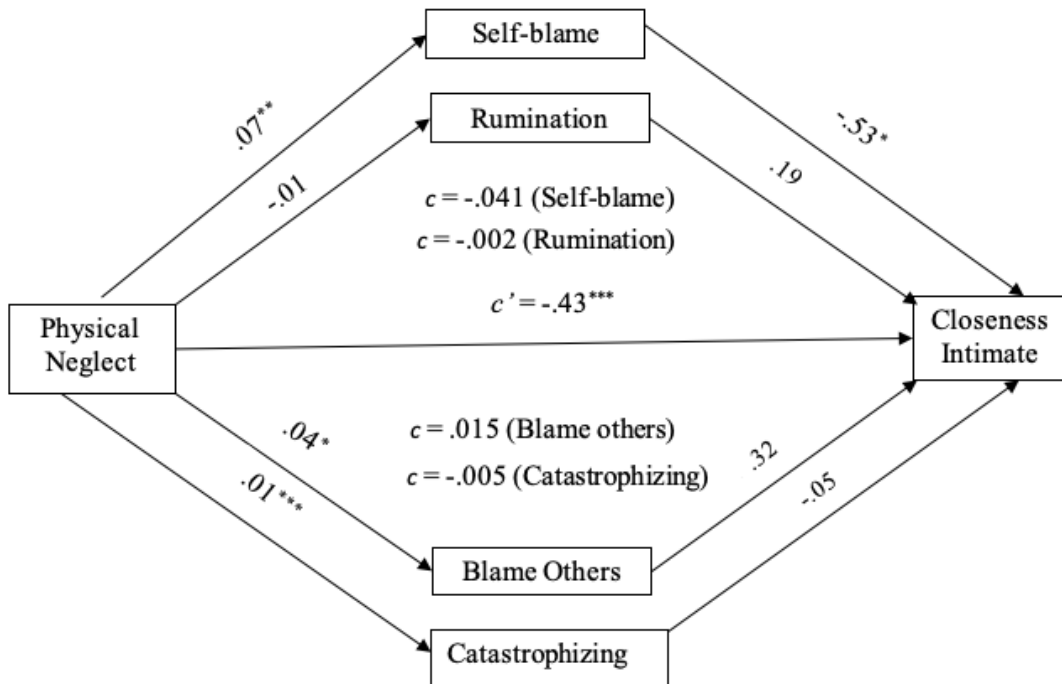 Self-blame
.07**
-.53*
Rumination
-.01
.19
c = -.041 (Self-blame)
c = -.002 (Rumination)
c’ = -.43***
Physical
Neglect
Closeness
Intimate
.04*
c = .015 (Blame others)
.32
.01***
c = -.005 (Catastrophizing)
-.05
Blame Others
Catastrophizing